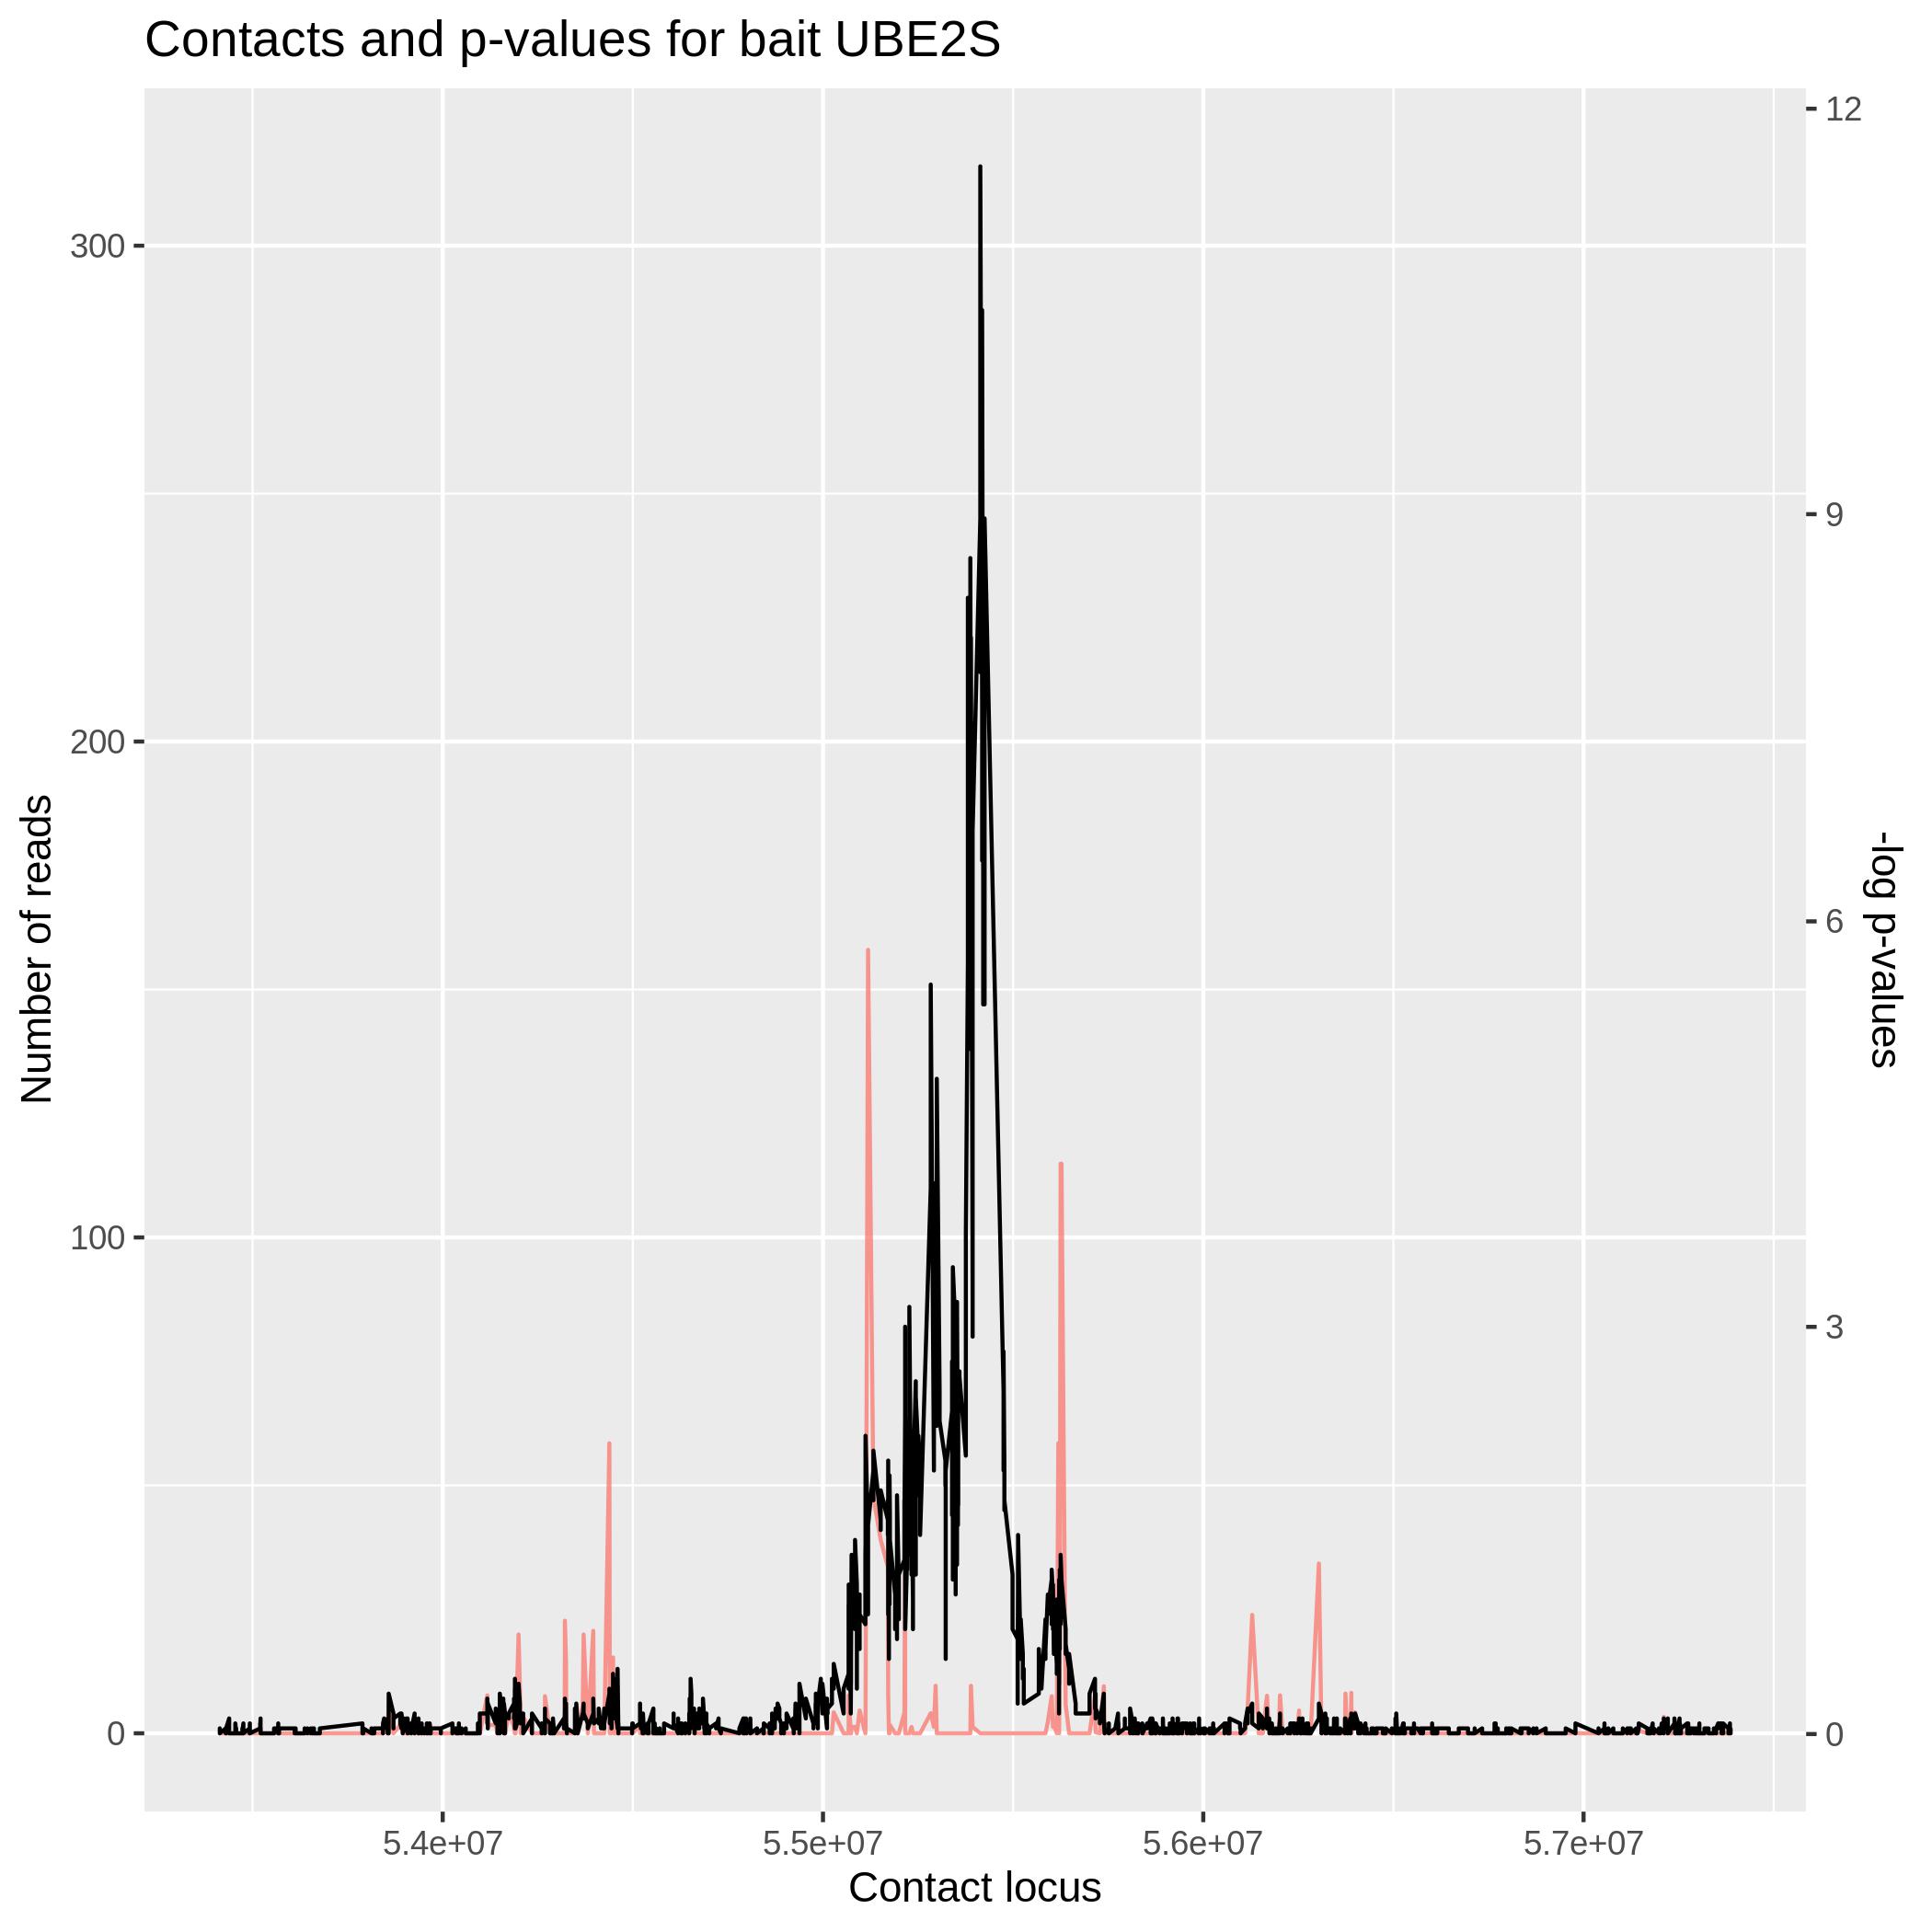 Contacts and p-values for bait UBE2S
12
300
9
200
6
100
3
0
0
Number of reads
-log p-values
5.4e+07
5.5e+07
5.6e+07
5.7e+07
Contact locus